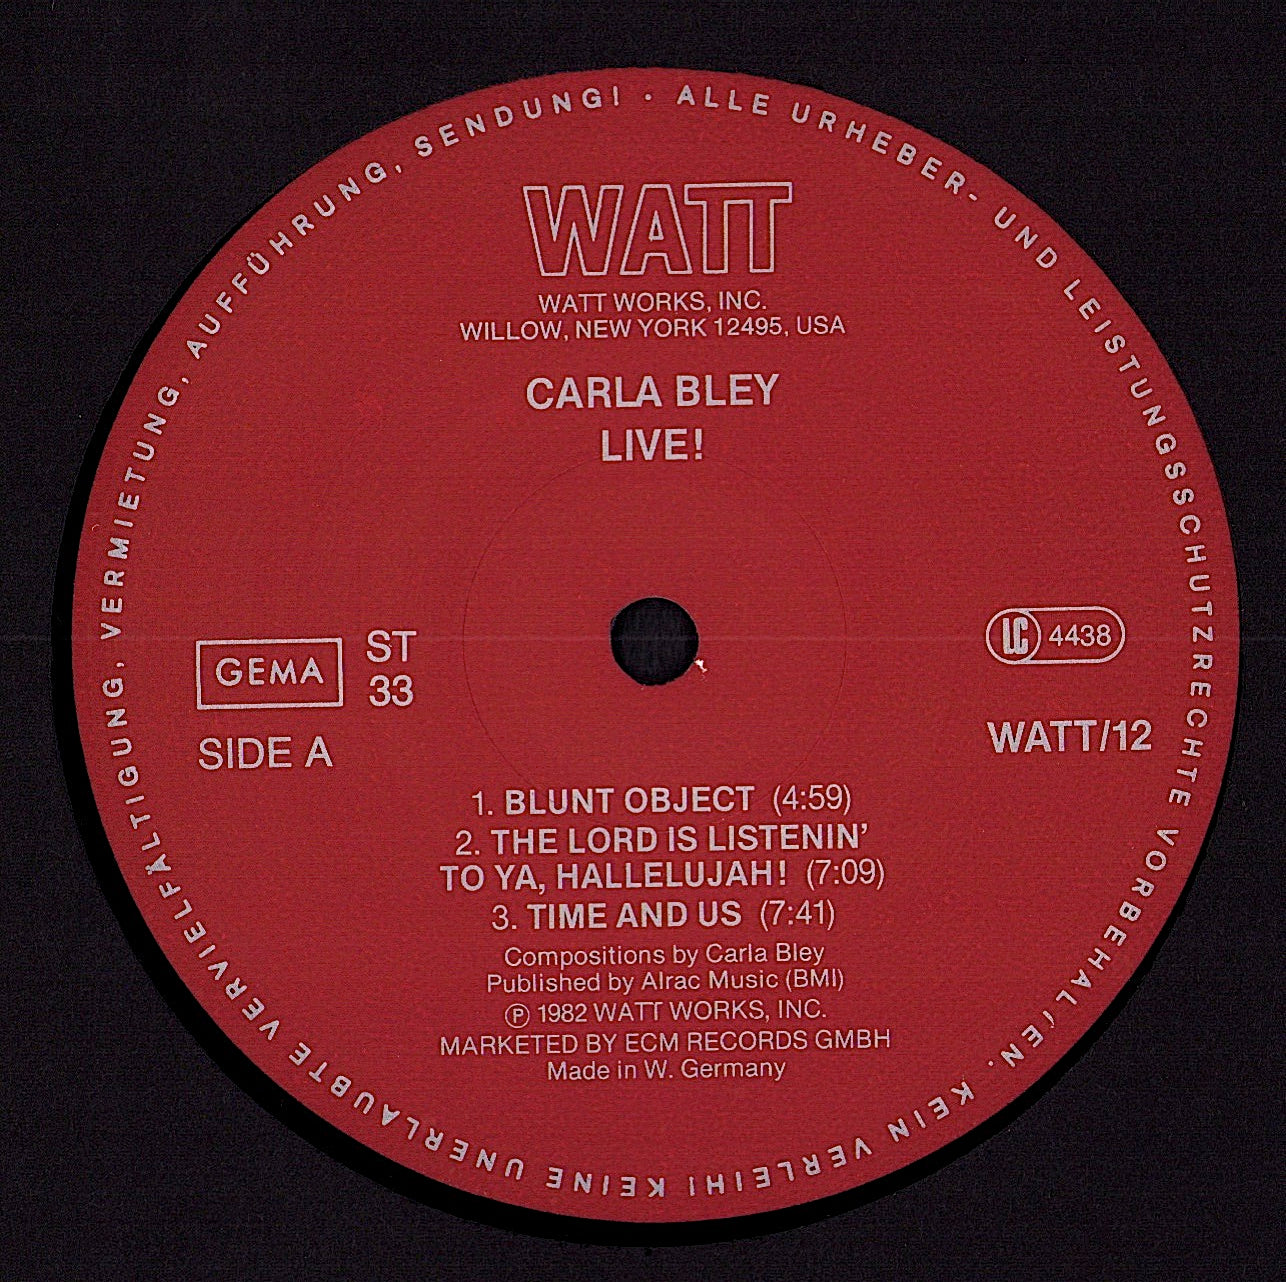 ALLE URHEBER- UND LEISTUNGSSCHUTZRECHTE VORBEHALTEN. KEIN VERLEIH! KEINE UNERLAUBTE VERVIELFÄLTIGUNG, VERMIETUNG, AUFFÜHRUNG, SENDUNG! ·
WATT
WATT WORKS, INC.
WILLOW, NEW YORK 12495, USA
CARLA BLEY
LIVE!
GEMA
ST
33
SIDE A
LC 4438
WATT/12
1. BLUNT OBJECT (4:59)
2. THE LORD IS LISTENIN'
TO YA, HALLELUJAH! (7:09)
3. TIME AND US (7:41)
Compositions by Carla Bley
Published by Alrac Music (BMI)
Ⓟ 1982 WATT WORKS, INC.
MARKETED BY ECM RECORDS GMBH
Made in W. Germany